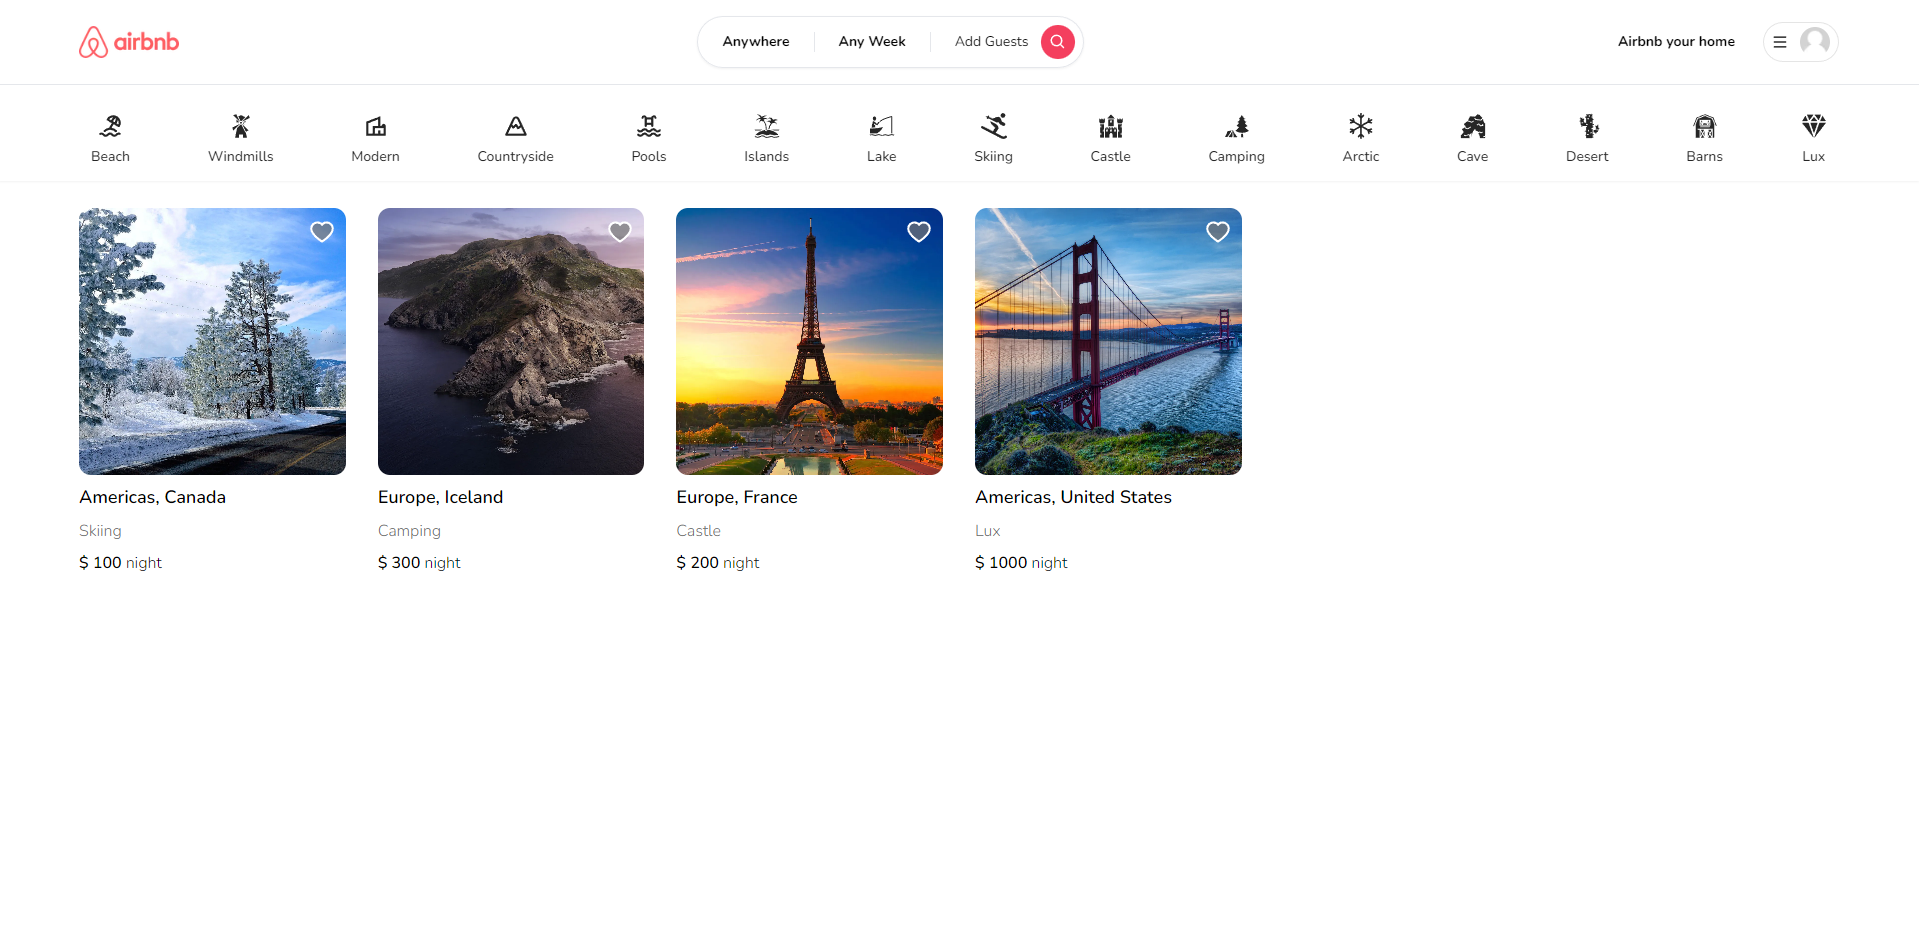 airbnb
Anywhere
Any Week
Add Guests
Airbnb your home
Beach
Windmills
Modern
Countryside
Pools
Islands
Lake
Skiing
Castle
Camping
Arctic
Cave
Desert
Barns
Lux
Americas, Canada
Skiing
$ 100 night
Europe, Iceland
Camping
$ 300 night
Europe, France
Castle
$ 200 night
Americas, United States
Lux
$ 1000 night